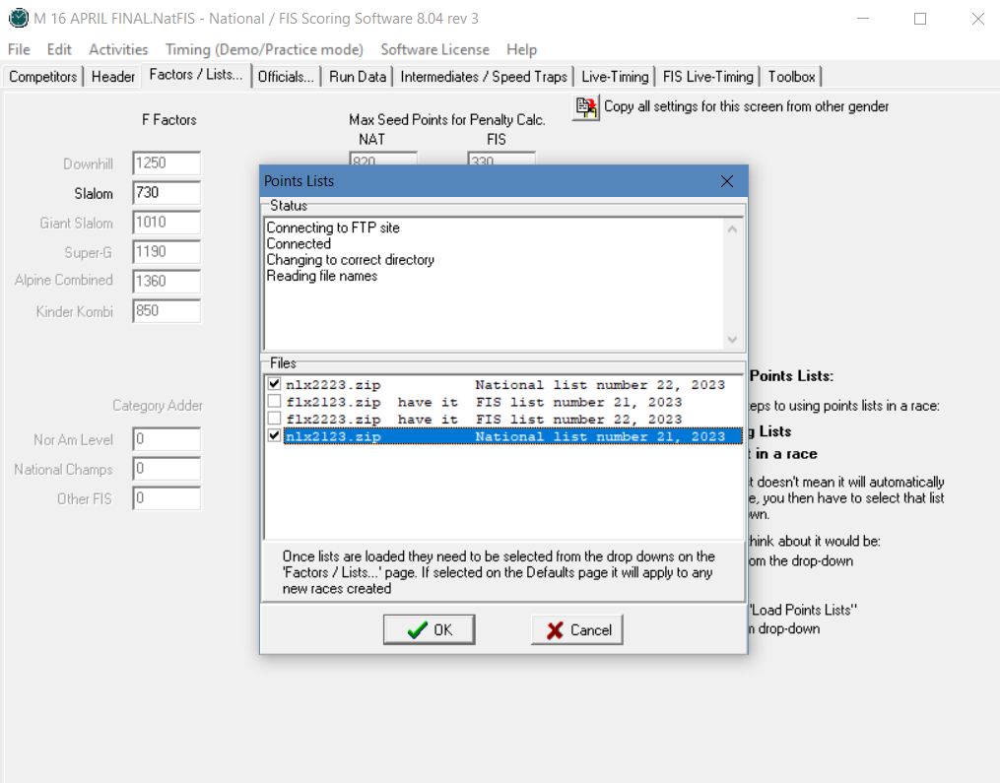 M 16 APRIL FINAL.NatFIS - National / FIS Scoring Software 8.04 rev 3
File Edit Activities Timing (Demo/Practice mode) Software License Help
Competitors Header Factors / Lists... Officials... Run Data Intermediates / Speed Traps Live-Timing FIS Live-Timing Toolbox
Copy all settings for this screen from other gender
F Factors
Max Seed Points for Penalty Calc.
NAT FIS
820 330
Downhill 1250
Slalom 730
Giant Slalom 1010
Super-G 1190
Alpine Combined 1360
Kinder Kombi 850
Category Adder
Nor Am Level 0
National Champs 0
Other FIS 0
Points Lists
Status
Connecting to FTP site
Connected
Changing to correct directory
Reading file names
Files
nlx2223.zip National list number 22, 2023
flx2123.zip have it FIS list number 21, 2023
flx2223.zip have it FIS list number 22, 2023
nlx2123.zip National list number 21, 2023
Once lists are loaded they need to be selected from the drop downs on the
'Factors / Lists...' page. If selected on the Defaults page it will apply to any
new races created
OK Cancel
Points Lists:
to using points lists in a race:
Lists
in a race
doesn't mean it will automatically
you then have to select that list
about it would be:
the drop-down
"Load Points Lists"
drop-down